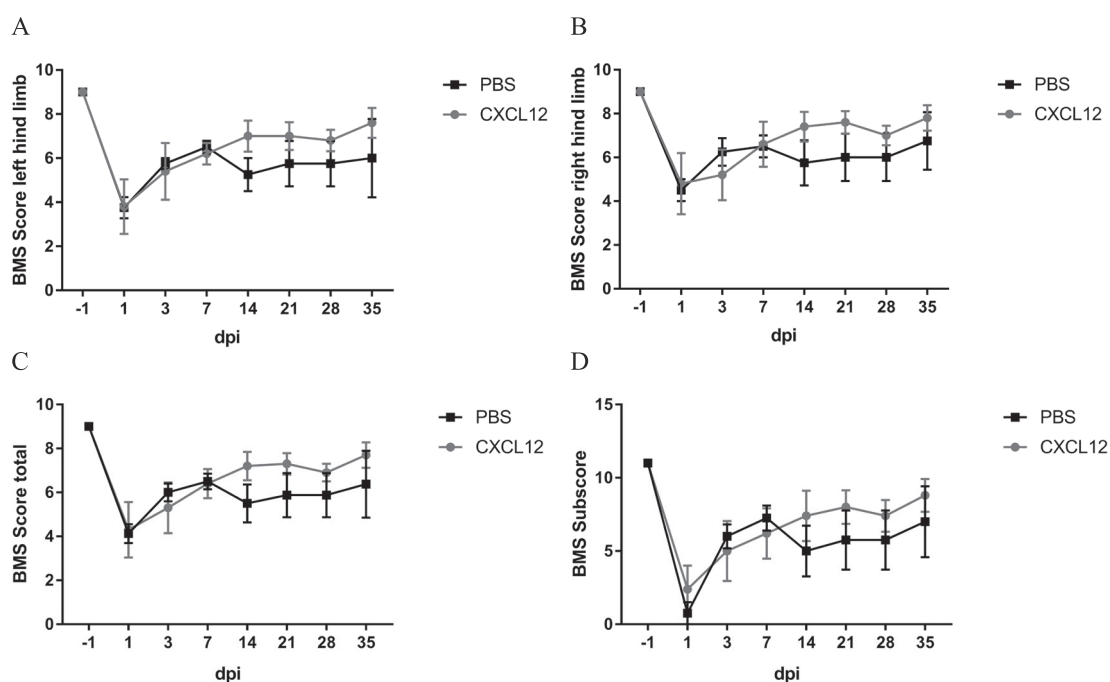 A
BMS Score left hind limb
10
8
6
4
2
0
-1 1 3 7 14 21 28 35
dpi
PBS
CXCL12
B
BMS Score right hind limb
10
8
6
4
2
0
-1 1 3 7 14 21 28 35
dpi
PBS
CXCL12
C
BMS Score total
10
8
6
4
2
0
-1 1 3 7 14 21 28 35
dpi
PBS
CXCL12
D
BMS Subscore
15
10
5
0
-1 1 3 7 14 21 28 35
dpi
PBS
CXCL12